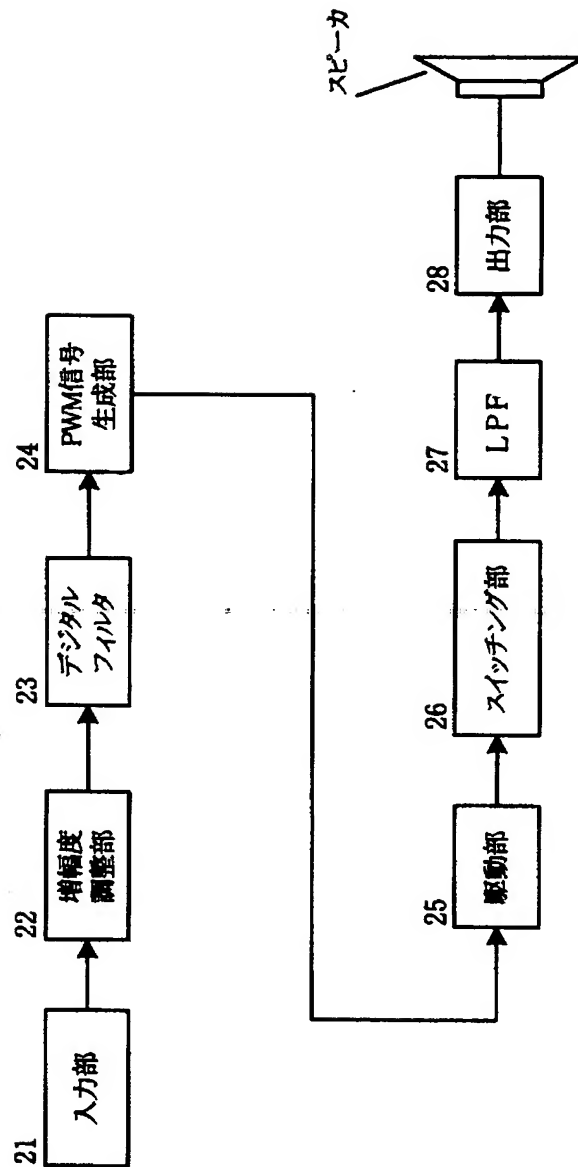 21
入力部
22
増幅度
調整部
23
デジタル
フィルタ
24
PWM信号
生成部
25
駆動部
26
スイッチング部
27
LPF
28
出力部
スピーカ